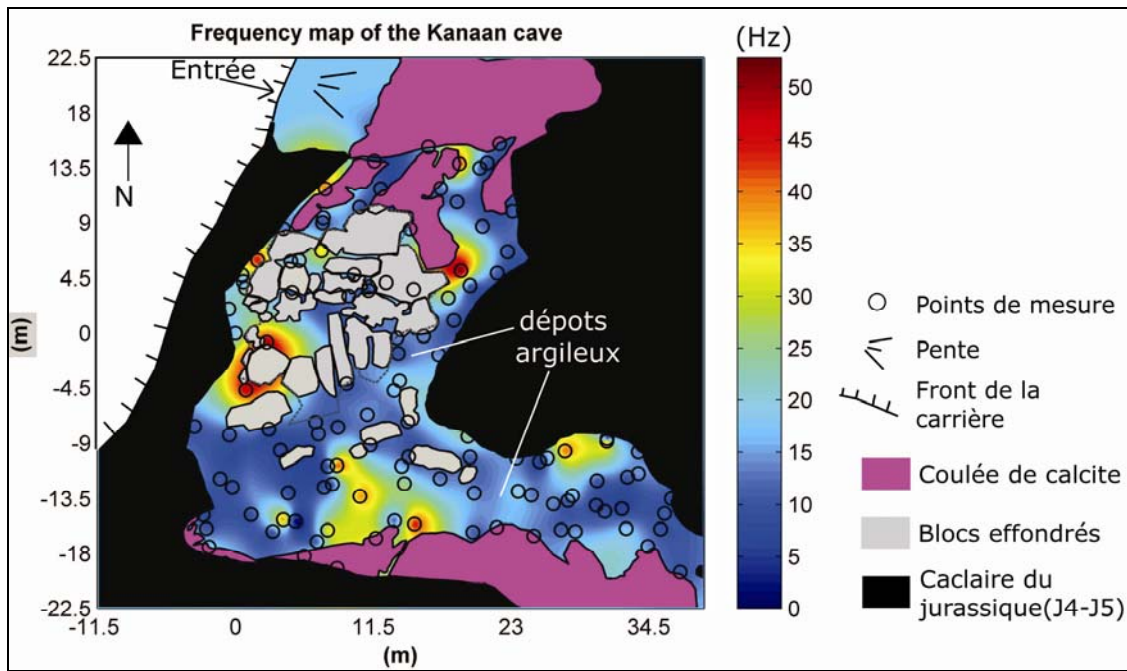 Frequency map of the Kanaan cave
(Hz)
Entrée
N
22.5
18
13.5
9
4.5
0
-4.5
-9
-13.5
-18
-22.5
(m)
-11.5
0
11.5
23
34.5
(m)
dépots
argileux
50
45
40
35
30
25
20
15
10
5
0
Points de mesure
Pente
Front de la
carrière
Coulée de calcite
Blocs effondrés
Caclaire du
jurassique(J4-J5)